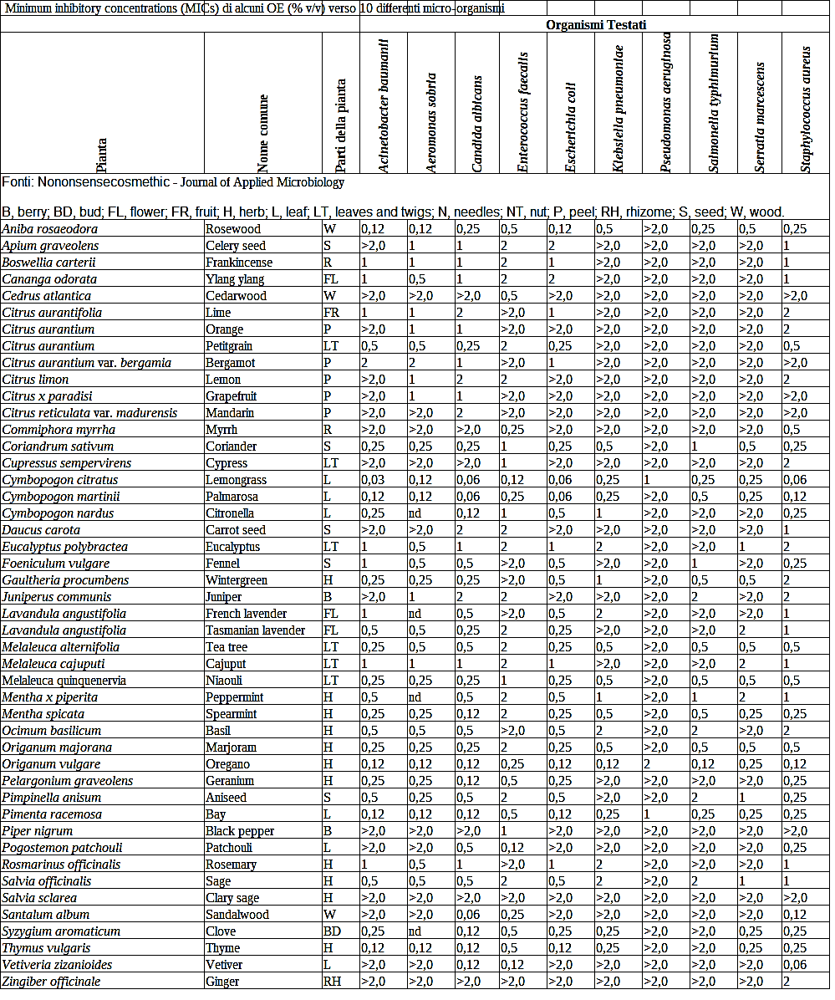 Minimum inhibitory concentrations (MICs) di alcuni OE (% v/v) verso 10 differenti micro-organismi
Organismi Testati
Pianta Nome comune Parti della pianta Acinetobacter baumanii Aeromonas sobria Candida albicans Enterococcus faecalis Escherichia coli Klebsiella pneumoniae Pseudomonas aeruginosa Salmonella typhimurium Serratia marcescens Staphylococcus aureus
Fonti: Nononsensecosmethic - Journal of Applied Microbiology
B, berry; BD, bud; FL, flower; FR, fruit; H, herb; L, leaf; LT, leaves and twigs; N, needles; NT, nut; P, peel; RH, rhizome; S, seed; W, wood.
Aniba rosaeodora Rosewood W 0,12 0,12 0,25 0,5 0,12 0,5 >2,0 0,25 0,5 0,25
Apium graveolens Celery seed S >2,0 1 1 2 2 >2,0 >2,0 >2,0 >2,0 1
Boswellia carterii Frankincense R 1 1 1 2 1 >2,0 >2,0 >2,0 >2,0 1
Cananga odorata Ylang ylang FL 1 0,5 1 2 2 >2,0 >2,0 >2,0 >2,0 1
Cedrus atlantica Cedarwood W >2,0 >2,0 >2,0 0,5 >2,0 >2,0 >2,0 >2,0 >2,0 >2,0
Citrus aurantifolia Lime FR 1 1 2 >2,0 1 >2,0 >2,0 >2,0 >2,0 2
Citrus aurantium Orange P >2,0 1 1 >2,0 >2,0 >2,0 >2,0 >2,0 >2,0 2
Citrus aurantium Petitgrain LT 0,5 0,5 0,25 2 0,25 >2,0 >2,0 >2,0 >2,0 0,5
Citrus aurantium var. bergamia Bergamot P 2 2 1 >2,0 1 >2,0 >2,0 >2,0 >2,0 >2,0
Citrus limon Lemon P >2,0 1 2 2 >2,0 >2,0 >2,0 >2,0 >2,0 2
Citrus x paradisi Grapefruit P >2,0 1 1 >2,0 >2,0 >2,0 >2,0 >2,0 >2,0 >2,0
Citrus reticulata var. madurensis Mandarin P >2,0 >2,0 2 >2,0 >2,0 >2,0 >2,0 >2,0 >2,0 >2,0
Commiphora myrrha Myrrh R >2,0 >2,0 >2,0 0,25 >2,0 >2,0 >2,0 >2,0 >2,0 0,5
Coriandrum sativum Coriander S 0,25 0,25 0,25 1 0,25 0,5 >2,0 1 0,5 0,25
Cupressus sempervirens Cypress LT >2,0 >2,0 >2,0 1 >2,0 >2,0 >2,0 >2,0 >2,0 2
Cymbopogon citratus Lemongrass L 0,03 0,12 0,06 0,12 0,06 0,25 1 0,25 0,25 0,06
Cymbopogon martinii Palmarosa L 0,12 0,12 0,06 0,25 0,06 0,25 >2,0 0,5 0,25 0,12
Cymbopogon nardus Citronella L 0,25 nd 0,12 1 0,5 1 >2,0 >2,0 >2,0 0,25
Daucus carota Carrot seed S >2,0 >2,0 2 2 >2,0 >2,0 >2,0 >2,0 >2,0 1
Eucalyptus polybractea Eucalyptus LT 1 0,5 1 2 1 2 >2,0 >2,0 1 2
Foeniculum vulgare Fennel S 1 0,5 0,5 >2,0 0,5 >2,0 >2,0 1 >2,0 0,25
Gaultheria procumbens Wintergreen H 0,25 0,25 0,25 >2,0 0,5 1 >2,0 0,5 0,5 2
Juniperus communis Juniper B >2,0 1 2 2 >2,0 >2,0 >2,0 2 >2,0 2
Lavandula angustifolia French lavender FL 1 nd 0,5 >2,0 0,5 2 >2,0 >2,0 >2,0 1
Lavandula angustifolia Tasmanian lavender FL 0,5 0,5 0,25 2 0,25 >2,0 >2,0 >2,0 2 1
Melaleuca alternifolia Tea tree LT 0,25 0,5 0,5 2 0,25 0,5 >2,0 0,5 0,5 0,5
Melaleuca cajuputi Cajuput LT 1 1 1 2 1 >2,0 >2,0 >2,0 2 1
Melaleuca quinquenervia Niaouli LT 0,25 0,25 0,25 1 0,25 0,5 >2,0 0,5 0,5 0,5
Mentha x piperita Peppermint H 0,5 nd 0,5 2 0,5 1 >2,0 1 2 1
Mentha spicata Spearmint H 0,25 0,25 0,12 2 0,25 0,5 >2,0 0,5 0,25 0,25
Ocimum basilicum Basil H 0,5 0,5 0,5 >2,0 0,5 2 >2,0 2 >2,0 2
Origanum majorana Marjoram H 0,25 0,25 0,25 2 0,25 0,5 >2,0 0,5 0,5 0,5
Origanum vulgare Oregano H 0,12 0,12 0,12 0,25 0,12 0,12 2 0,12 0,25 0,12
Pelargonium graveolens Geranium H 0,25 0,25 0,12 0,5 0,25 >2,0 >2,0 >2,0 >2,0 0,25
Pimpinella anisum Aniseed S 0,5 0,25 0,5 2 0,5 >2,0 >2,0 2 1 0,25
Pimenta racemosa Bay L 0,12 0,12 0,12 0,5 0,12 0,25 1 0,25 0,25 0,25
Piper nigrum Black pepper B >2,0 >2,0 >2,0 1 >2,0 >2,0 >2,0 >2,0 >2,0 >2,0
Pogostemon patchouli Patchouli L >2,0 >2,0 0,5 0,12 >2,0 >2,0 >2,0 >2,0 >2,0 0,25
Rosmarinus officinalis Rosemary H 1 0,5 1 >2,0 1 2 >2,0 >2,0 >2,0 1
Salvia officinalis Sage H 0,5 0,5 0,5 2 0,5 2 >2,0 2 1 1
Salvia sclarea Clary sage H >2,0 >2,0 >2,0 >2,0 >2,0 >2,0 >2,0 >2,0 >2,0 >2,0
Santalum album Sandalwood W >2,0 >2,0 0,06 0,25 >2,0 >2,0 >2,0 >2,0 >2,0 0,12
Syzygium aromaticum Clove BD 0,25 nd 0,12 0,5 0,25 0,25 >2,0 >2,0 0,25 0,25
Thymus vulgaris Thyme H 0,12 0,12 0,12 0,5 0,12 0,25 >2,0 >2,0 0,25 0,25
Vetiveria zizanioides Vetiver L >2,0 >2,0 0,12 0,12 >2,0 >2,0 >2,0 >2,0 >2,0 0,06
Zingiber officinale Ginger RH >2,0 >2,0 >2,0 >2,0 >2,0 >2,0 >2,0 >2,0 >2,0 2